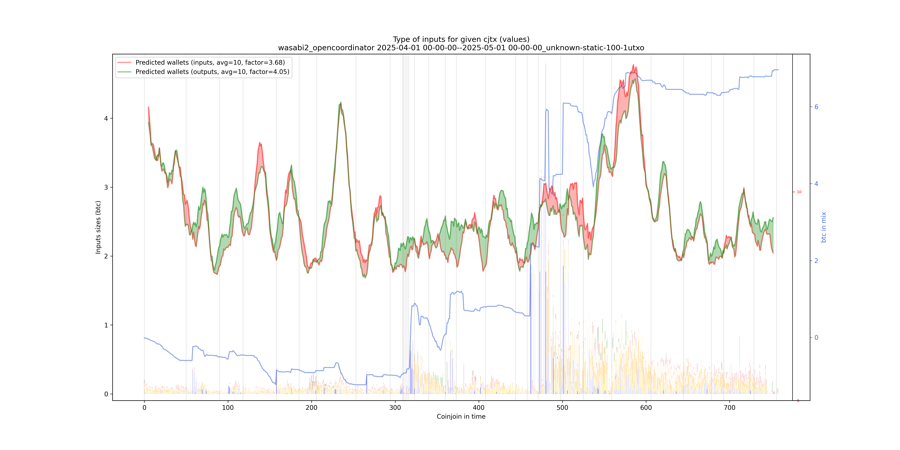 Type of inputs for given cjtx (values)
wasabi2_opencoordinator 2025-04-01 00-00-00--2025-05-01 00-00-00_unknown-static-100-1utxo
Predicted wallets (inputs, avg=10, factor=3.68)
Predicted wallets (outputs, avg=10, factor=4.05)
Inputs sizes (btc)
4
3
2
1
0
0
100
200
300
400
500
600
700
Coinjoin in time
6
4
2
0
btc in mix